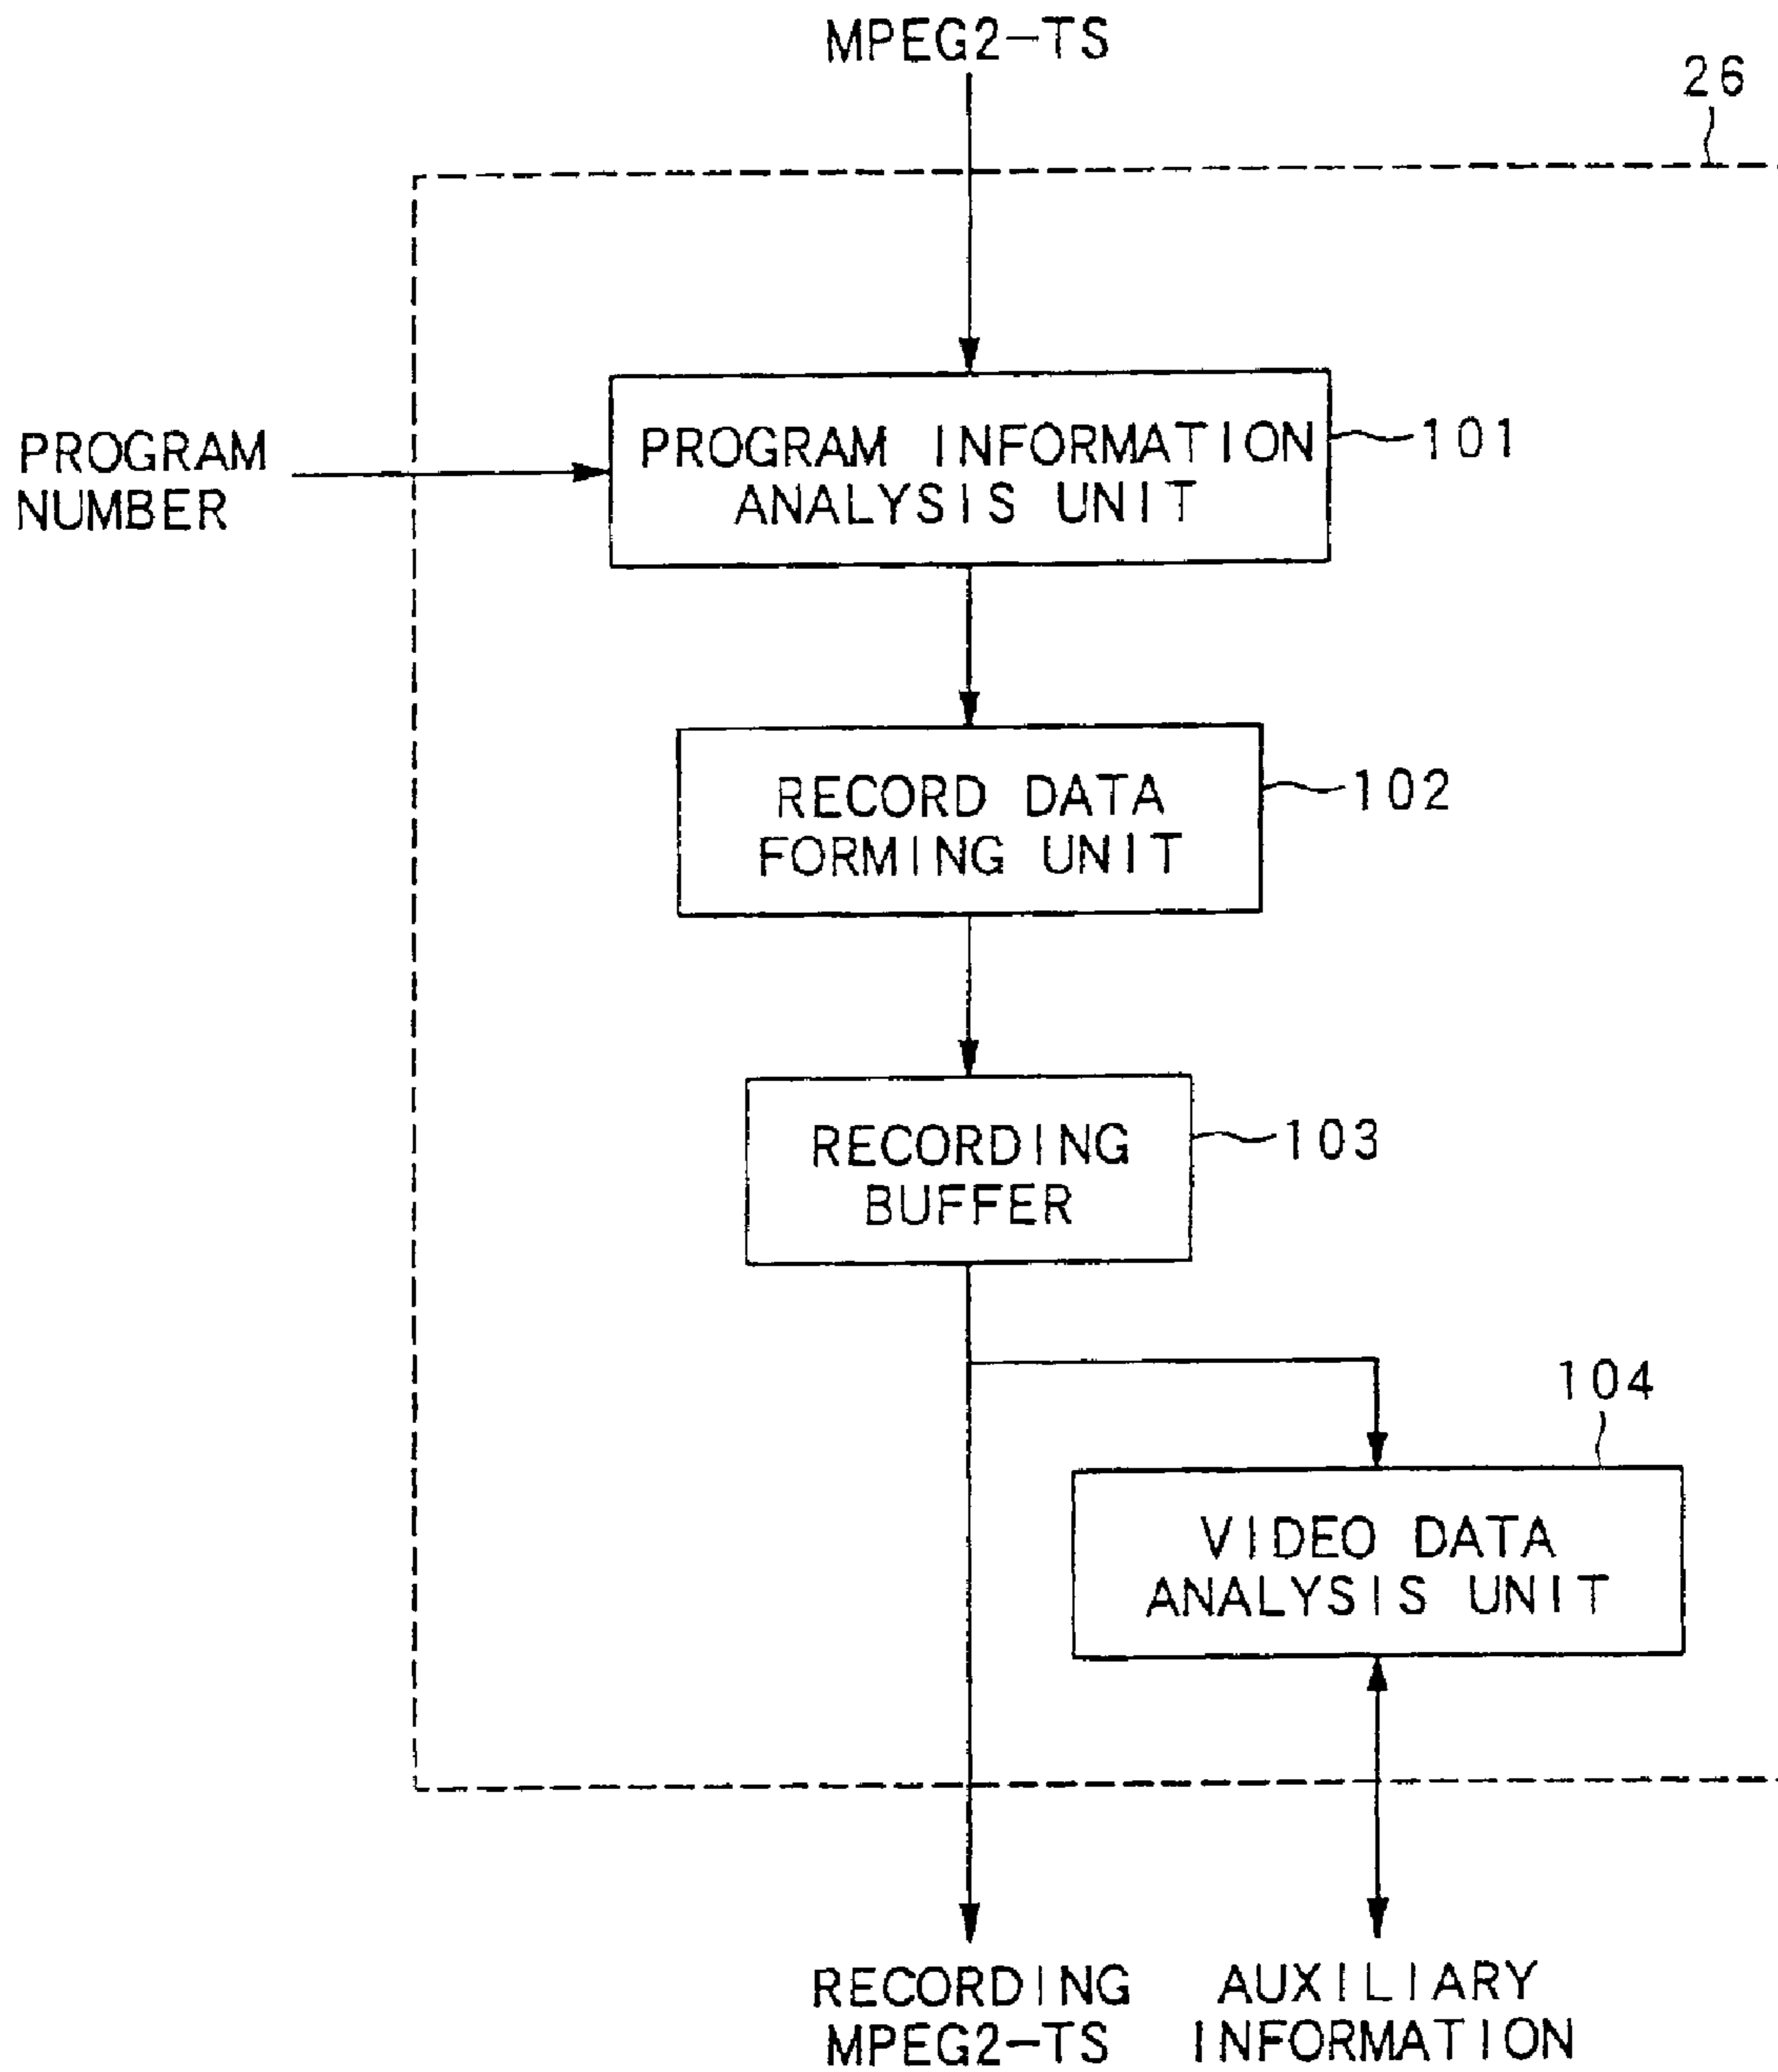 MPEG2-TS
26
PROGRAM
NUMBER
PROGRAM INFORMATION
ANALYSIS UNIT
101
RECORD DATA
FORMING UNIT
102
RECORDING
BUFFER
103
104
VIDEO DATA
ANALYSIS UNIT
RECORDING
MPEG2-TS
AUXILIARY
INFORMATION